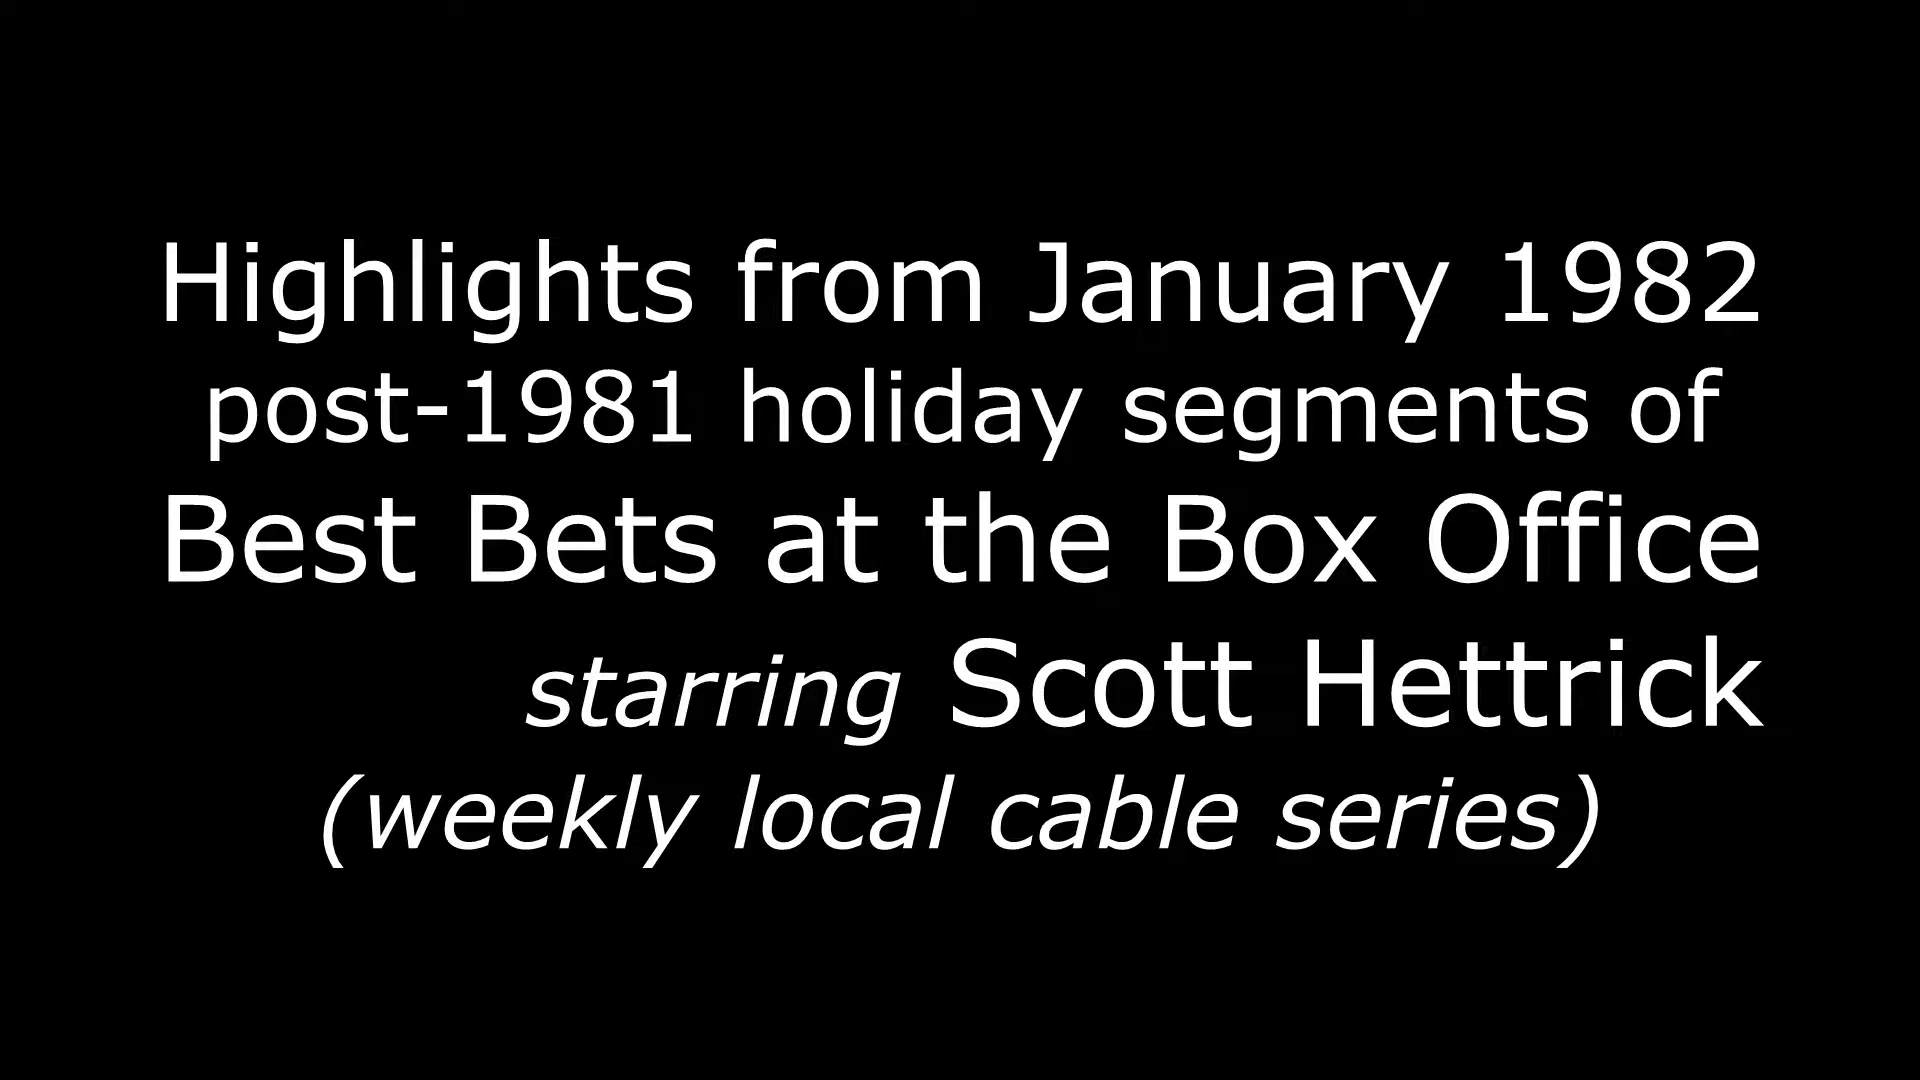 Highlights from January 1982
post-1981 holiday segments of
Best Bets at the Box Office
starring Scott Hettrick
(weekly local cable series)